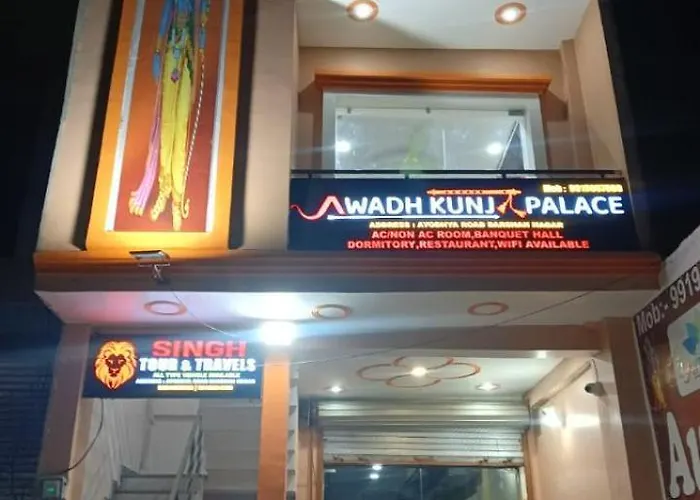 AWADH KUNJ PALACE
ADDRESS : AYODHYA ROAD DARSHAN NAGAR
AC/NON AC ROOM,BANQUET HALL
DORMITORY,RESTAURANT,WIFI AVAILABLE
SINGH
TOUR & TRAVELS
ALL TYPE VEHICLE AVAILABLE
Mob:- 9919